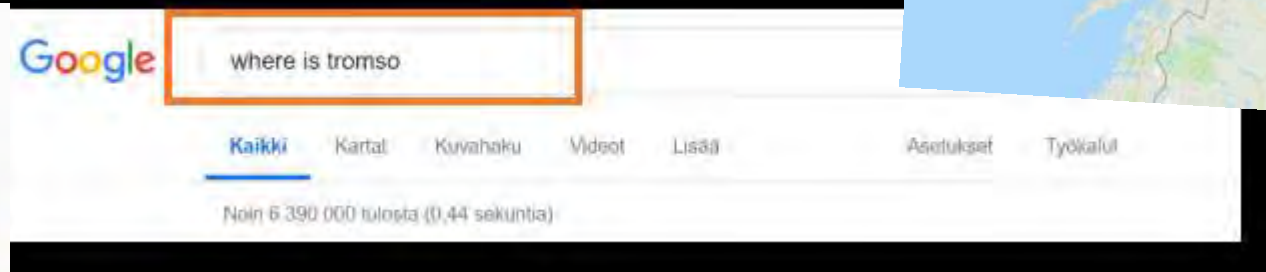 Google where is tromso
Kaikki Kartat Kuvahaku Videot Lisää Asetukset Työkalut
Noin 6 390 000 tulosta (0,44 sekuntia)